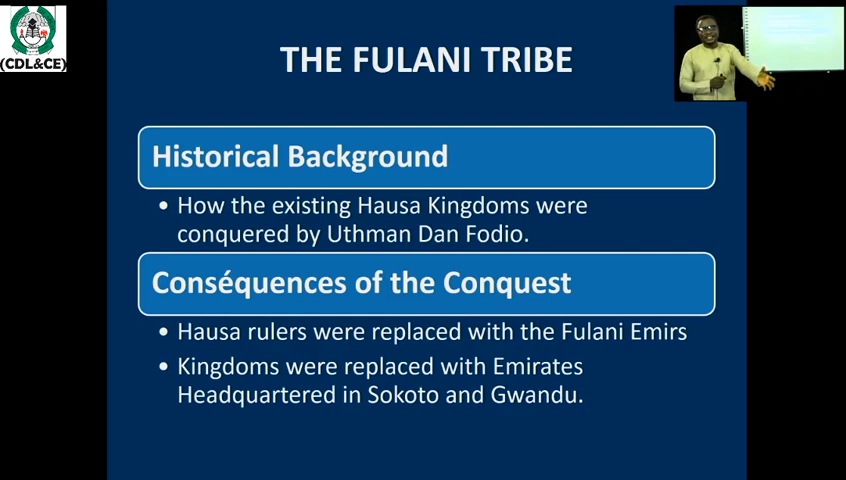 (CDL&CE)
THE FULANI TRIBE
Historical Background
• How the existing Hausa Kingdoms were
conquered by Uthman Dan Fodio.
Conséquences of the Conquest
• Hausa rulers were replaced with the Fulani Emirs
• Kingdoms were replaced with Emirates
Headquartered in Sokoto and Gwandu.